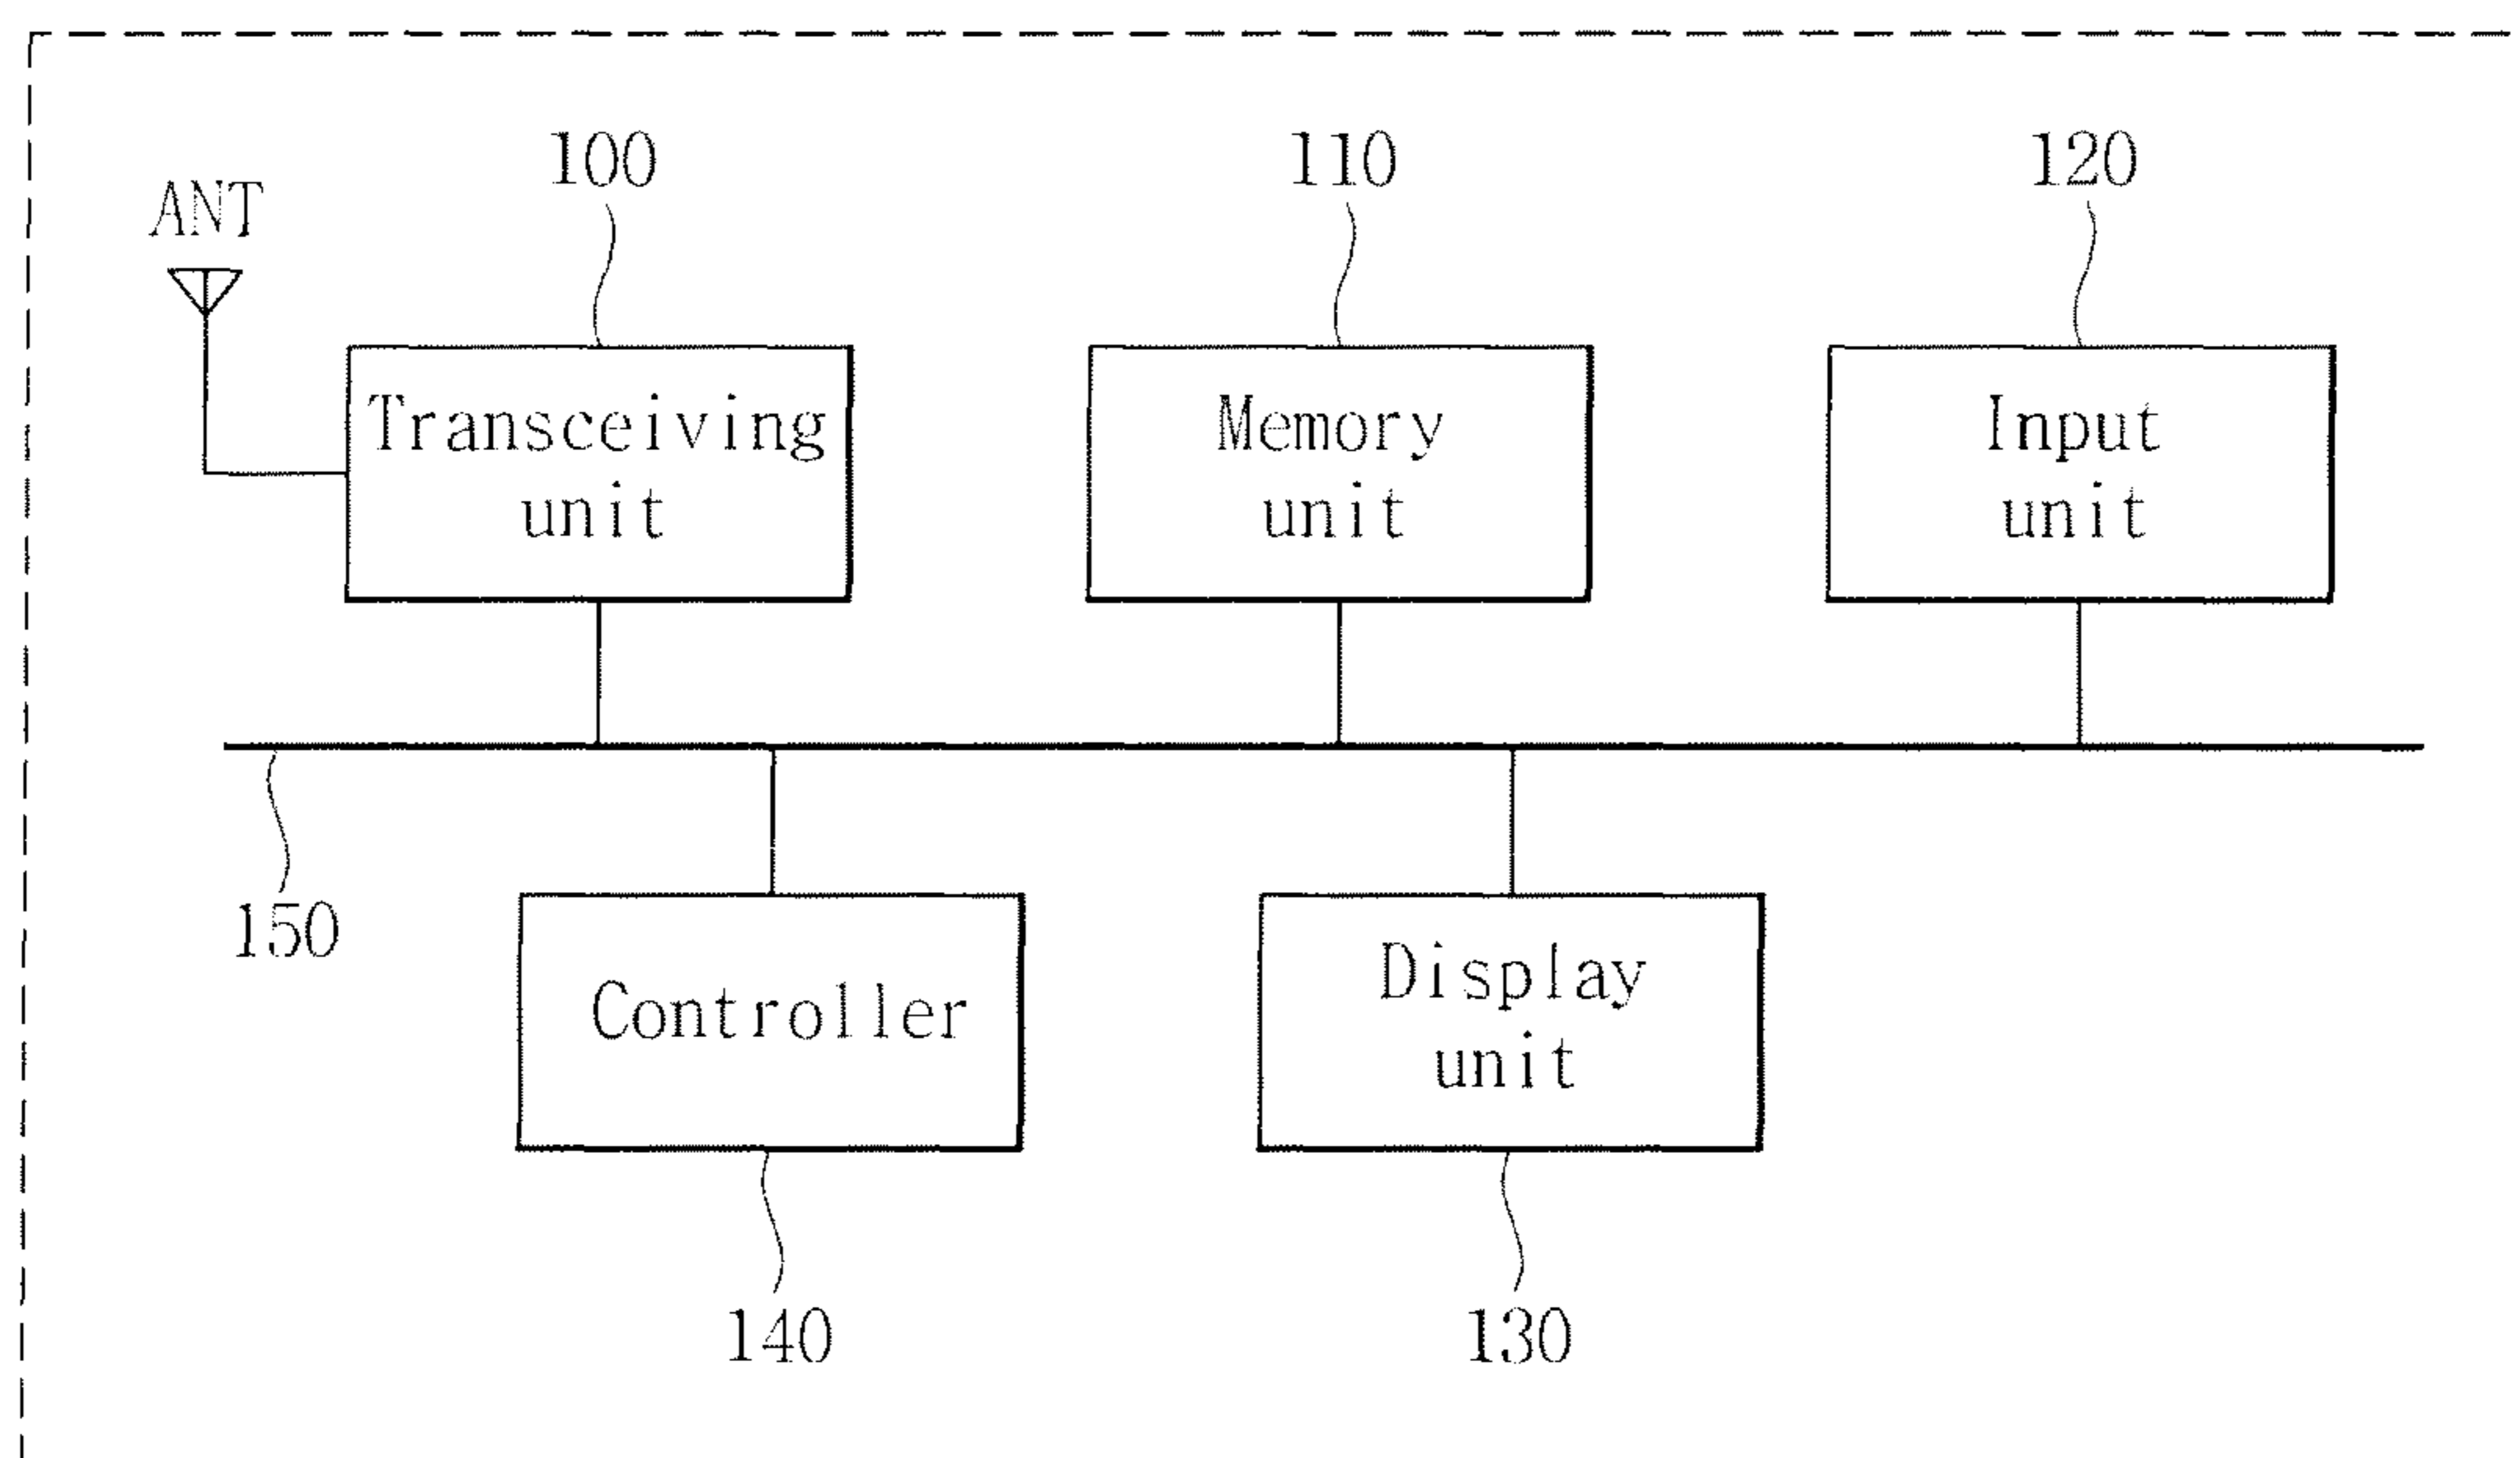 100
110
120
ANT
Transceiving
unit
Memory
unit
Input
unit
150
Controller
Display
unit
140
130